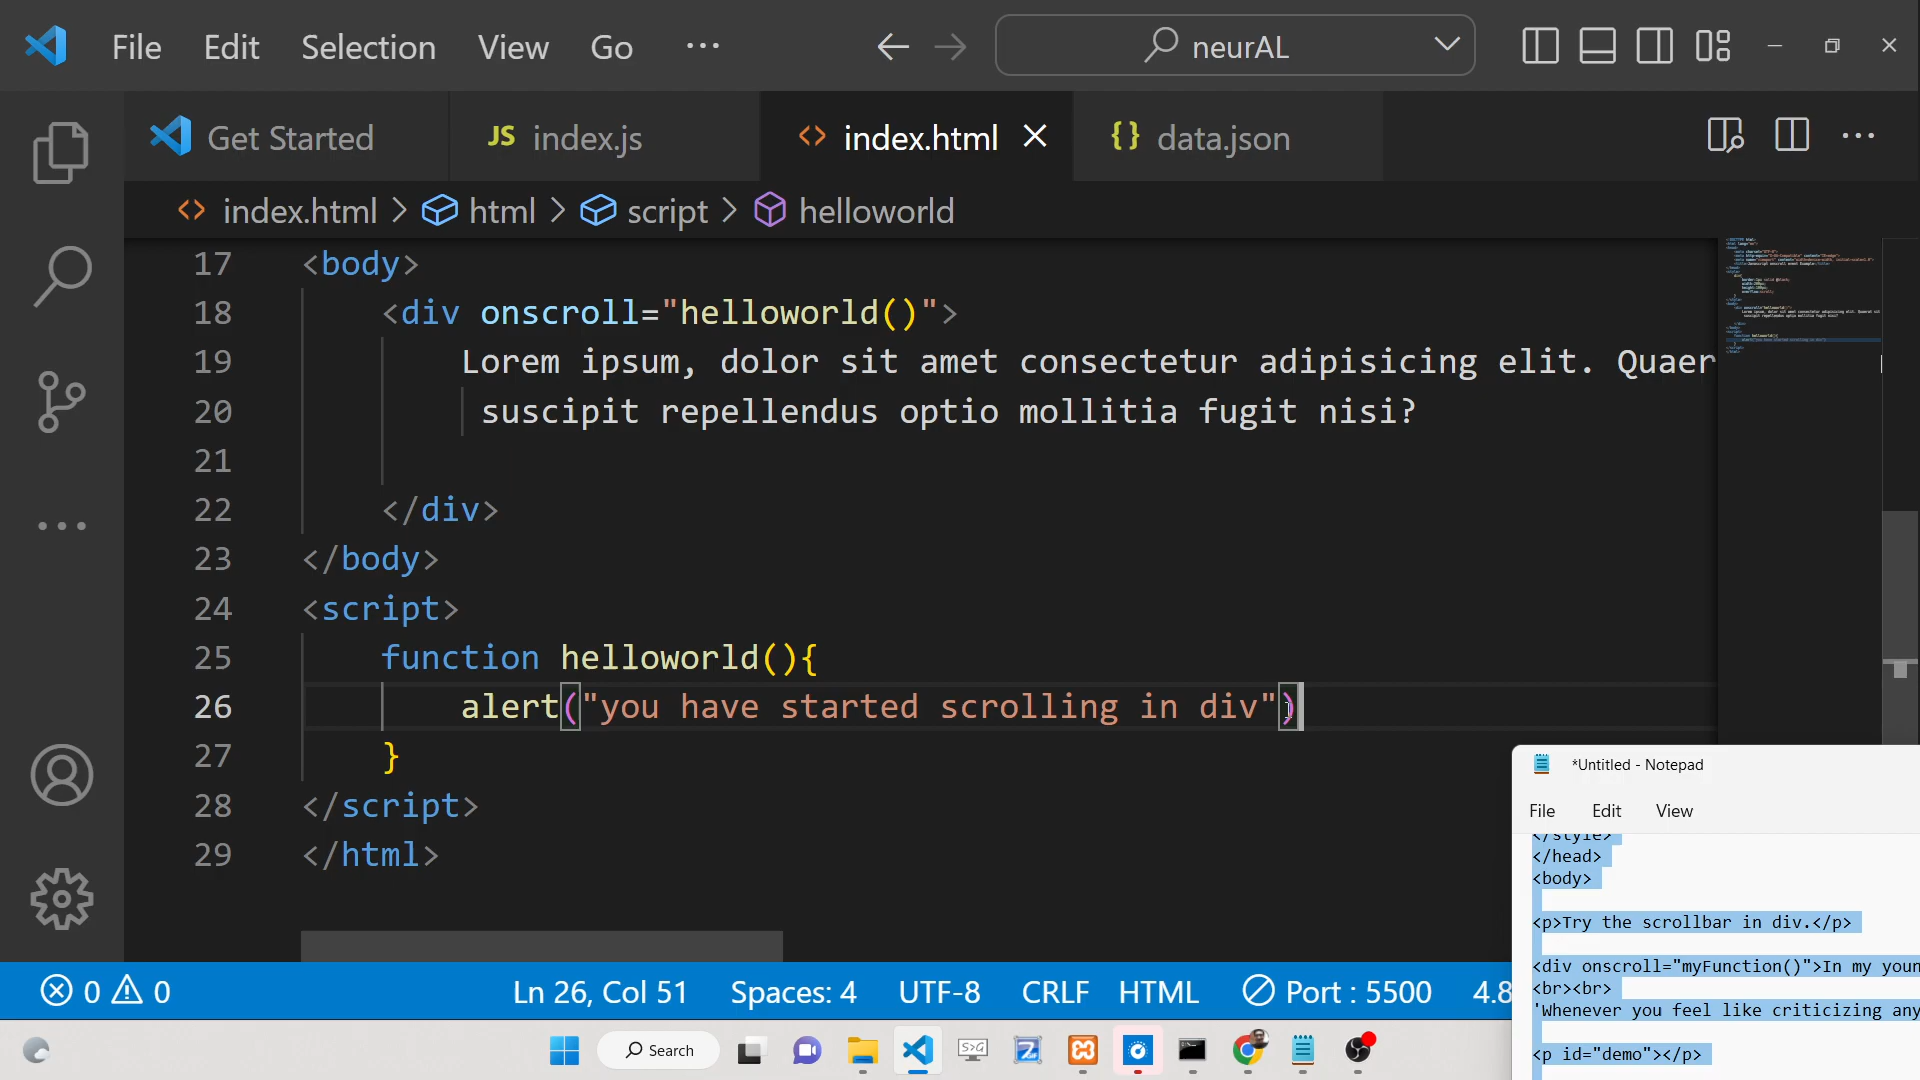 File Edit Selection View Go ··· neurAL
Get Started JS index.js <> index.html {} data.json
<> index.html > html > script > helloworld
17 <body>
18 <div onscroll="helloworld()">
19 Lorem ipsum, dolor sit amet consectetur adipisicing elit. Quaer
20 suscipit repellendus optio mollitia fugit nisi?
21
22 </div>
23 </body>
24 <script>
25 function helloworld(){
26 alert("you have started scrolling in div")
27 }
28 </script>
29 </html>
*Untitled - Notepad
File Edit View
</style>
</head>
<body>
<p>Try the scrollbar in div.</p>
<div onscroll="myFunction()">In my youn
<br><br>
'Whenever you feel like criticizing any
<p id="demo"></p>
0 0 Ln 26, Col 51 Spaces: 4 UTF-8 CRLF HTML Port : 5500 4.8
Search